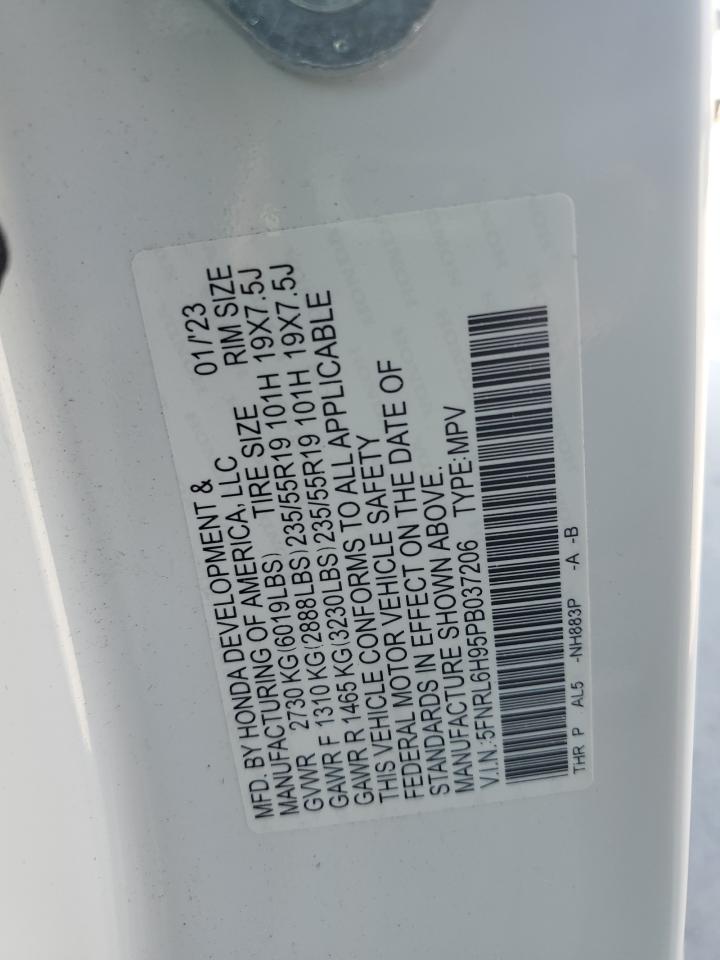 MFD. BY HONDA DEVELOPMENT &
MANUFACTURING OF AMERICA, LLC 01/'23
GVWR 2730 KG(6019LBS) TIRE SIZE RIM SIZE
GAWR F 1310 KG(2888LBS)235/55R19 101H 19X7.5J
GAWR R 1465 KG(3230LBS)235/55R19 101H 19X7.5J
THIS VEHICLE CONFORMS TO ALL APPLICABLE
FEDERAL MOTOR VEHICLE SAFETY
STANDARDS IN EFFECT ON THE DATE OF
MANUFACTURE SHOWN ABOVE.
V.I.N.:5FNRL6H95PB037206 TYPE:MPV
THR P AL5 -NH883P -A -B